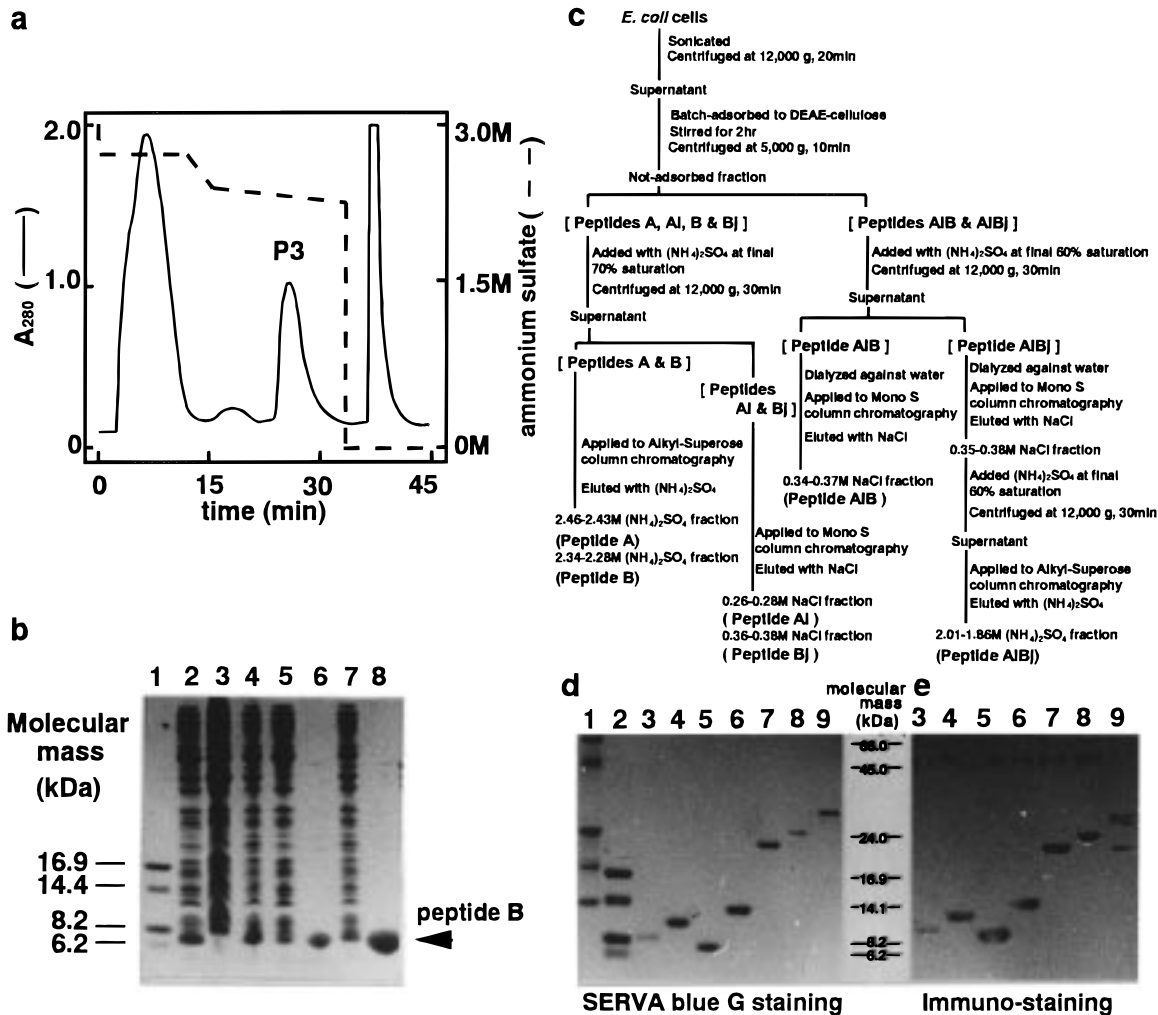 a
2.0
1.0
0
A280 (——)
P3
3.0M
1.5M
0M
ammonium sulfate (– –)
0 15 30 45
time (min)
b
1 2 3 4 5 6 7 8
Molecular
mass
(kDa)
16.9
14.4
8.2
6.2
peptide B
c
E. coli cells
Sonicated
Centrifuged at 12,000 g, 20min
Supernatant
Batch-adsorbed to DEAE-cellulose
Stirred for 2hr
Centrifuged at 5,000 g, 10min
Not-adsorbed fraction
[ Peptides A, Al, B & Bj ]
Added with (NH₄)₂SO₄ at final
70% saturation
Centrifuged at 12,000 g, 30min
Supernatant
[ Peptides A & B ]
Applied to Alkyl-Superose
column chromatography
Eluted with (NH₄)₂SO₄
2.46-2.43M (NH₄)₂SO₄ fraction
(Peptide A)
2.34-2.28M (NH₄)₂SO₄ fraction
(Peptide B)
[ Peptides
Al & Bj ]
Applied to Mono S
column chromatography
Eluted with NaCl
0.26-0.28M NaCl fraction
( Peptide Al )
0.36-0.38M NaCl fraction
( Peptide Bj )
[ Peptides AlB & AlBj ]
Added with (NH₄)₂SO₄ at final 60% saturation
Centrifuged at 12,000 g, 30min
Supernatant
[ Peptide AlB ]
Dialyzed against water
Applied to Mono S
column chromatography
Eluted with NaCl
0.34-0.37M NaCl fraction
(Peptide AlB )
[ Peptide AlBj ]
Dialyzed against water
Applied to Mono S
column chromatography
Eluted with NaCl
0.35-0.38M NaCl fraction
Added (NH₄)₂SO₄ at final
60% saturation
Centrifuged at 12,000 g, 30min
Supernatant
Applied to Alkyl-Superose
column chromatography
Eluted with (NH₄)₂SO₄
2.01-1.86M (NH₄)₂SO₄ fraction
(Peptide AlBj)
d
1 2 3 4 5 6 7 8 9
SERVA blue G staining
molecular
mass
(kDa)
66.0
45.0
24.0
16.9
14.1
8.2
6.2
e
3 4 5 6 7 8 9
Immuno-staining